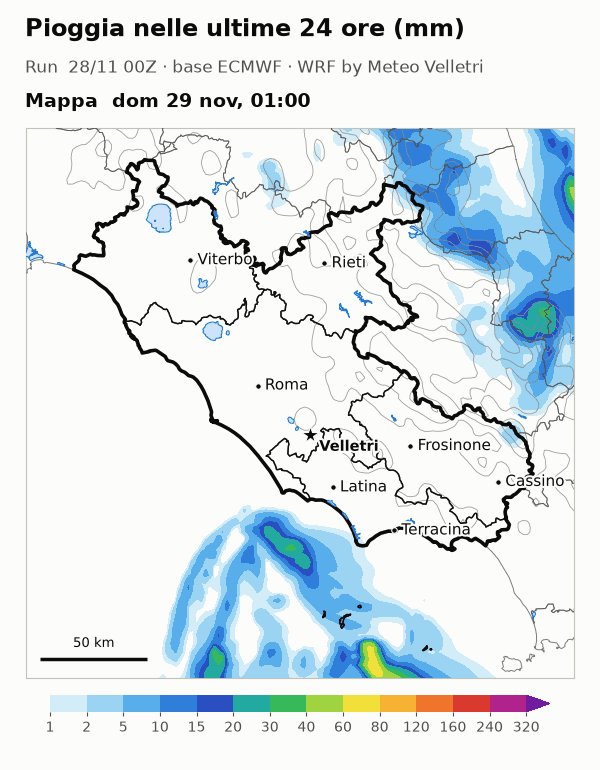 Pioggia nelle ultime 24 ore (mm)
Run 28/11 00Z · base ECMWF · WRF by Meteo Velletri
Mappa dom 29 nov, 01:00
Viterbo
Rieti
Roma
Velletri
Frosinone
Cassino
Latina
Terracina
50 km
1 2 5 10 15 20 30 40 60 80 120 160 240 320